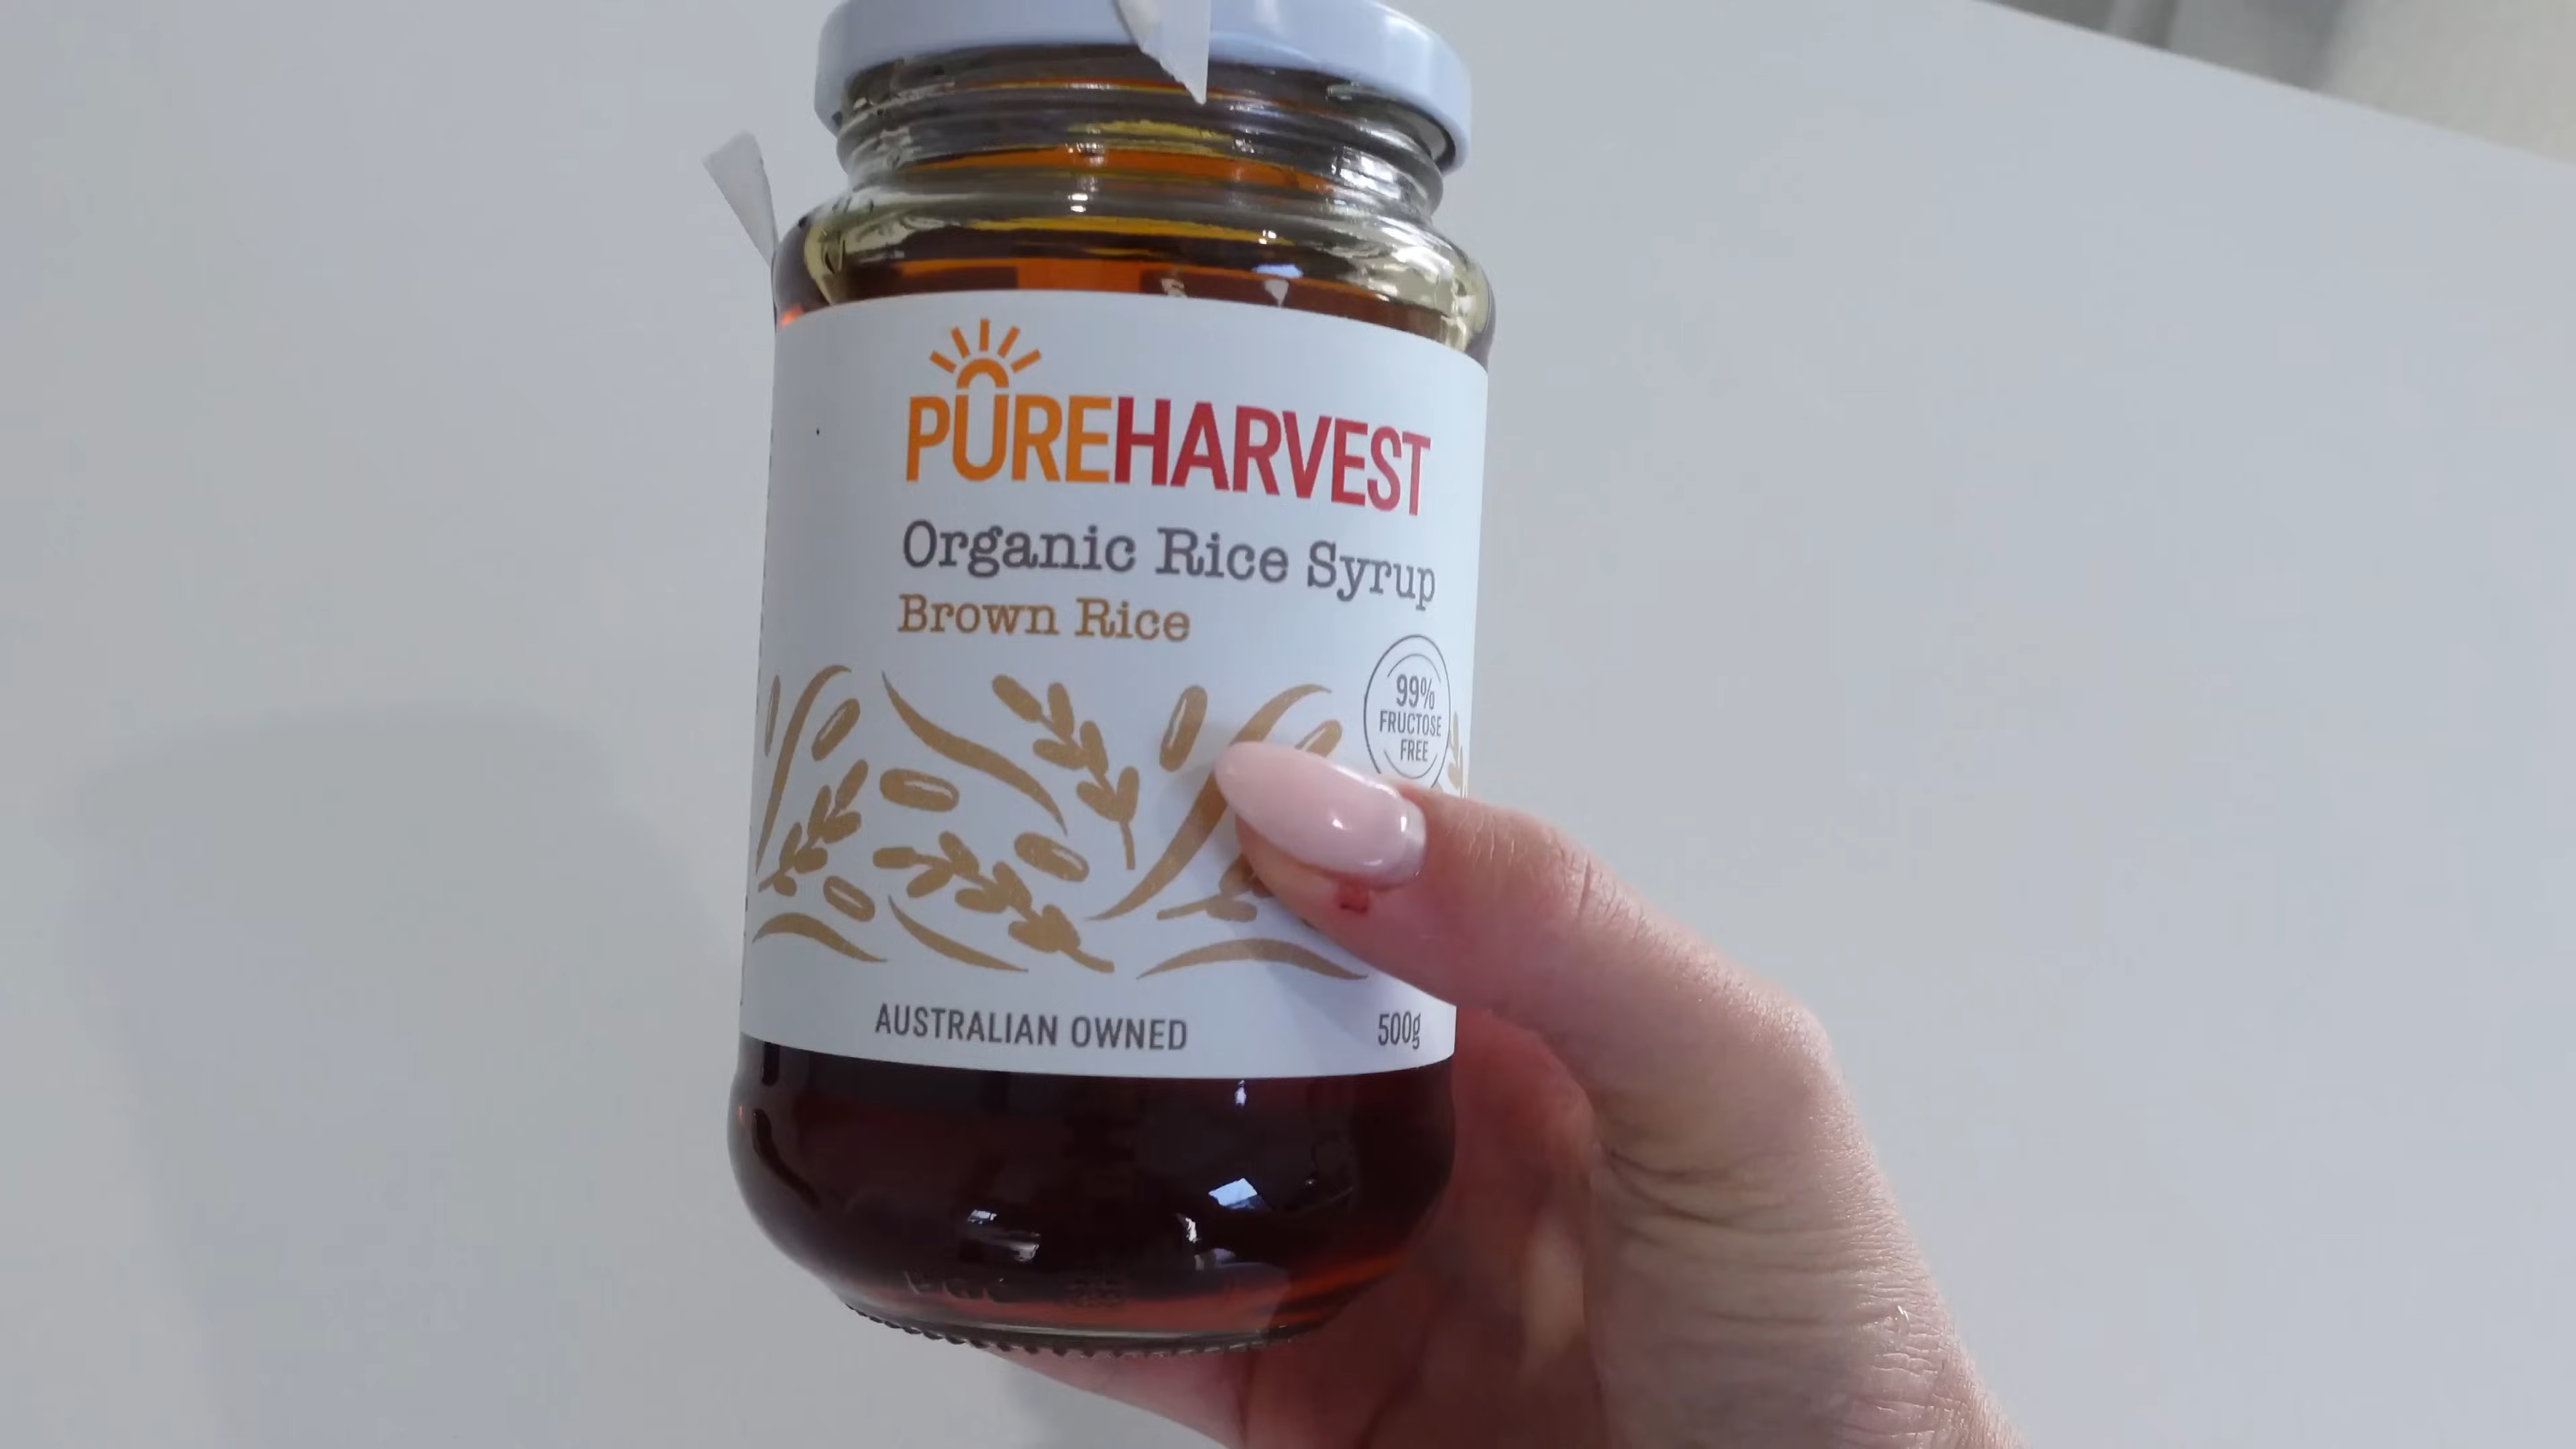 PUREHARVEST
Organic Rice Syrup
Brown Rice
99%
FRUCTOSE
FREE
AUSTRALIAN OWNED
500g